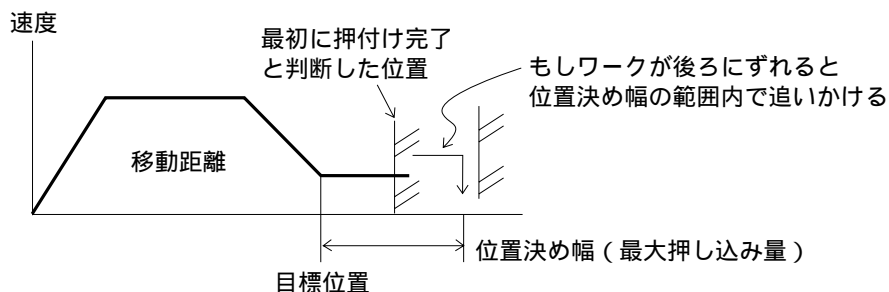 速度
最初に押付け完了
と判断した位置
もしワークが後ろにずれると
位置決め幅の範囲内で追いかける
移動距離
位置決め幅（最大押し込み量）
目標位置